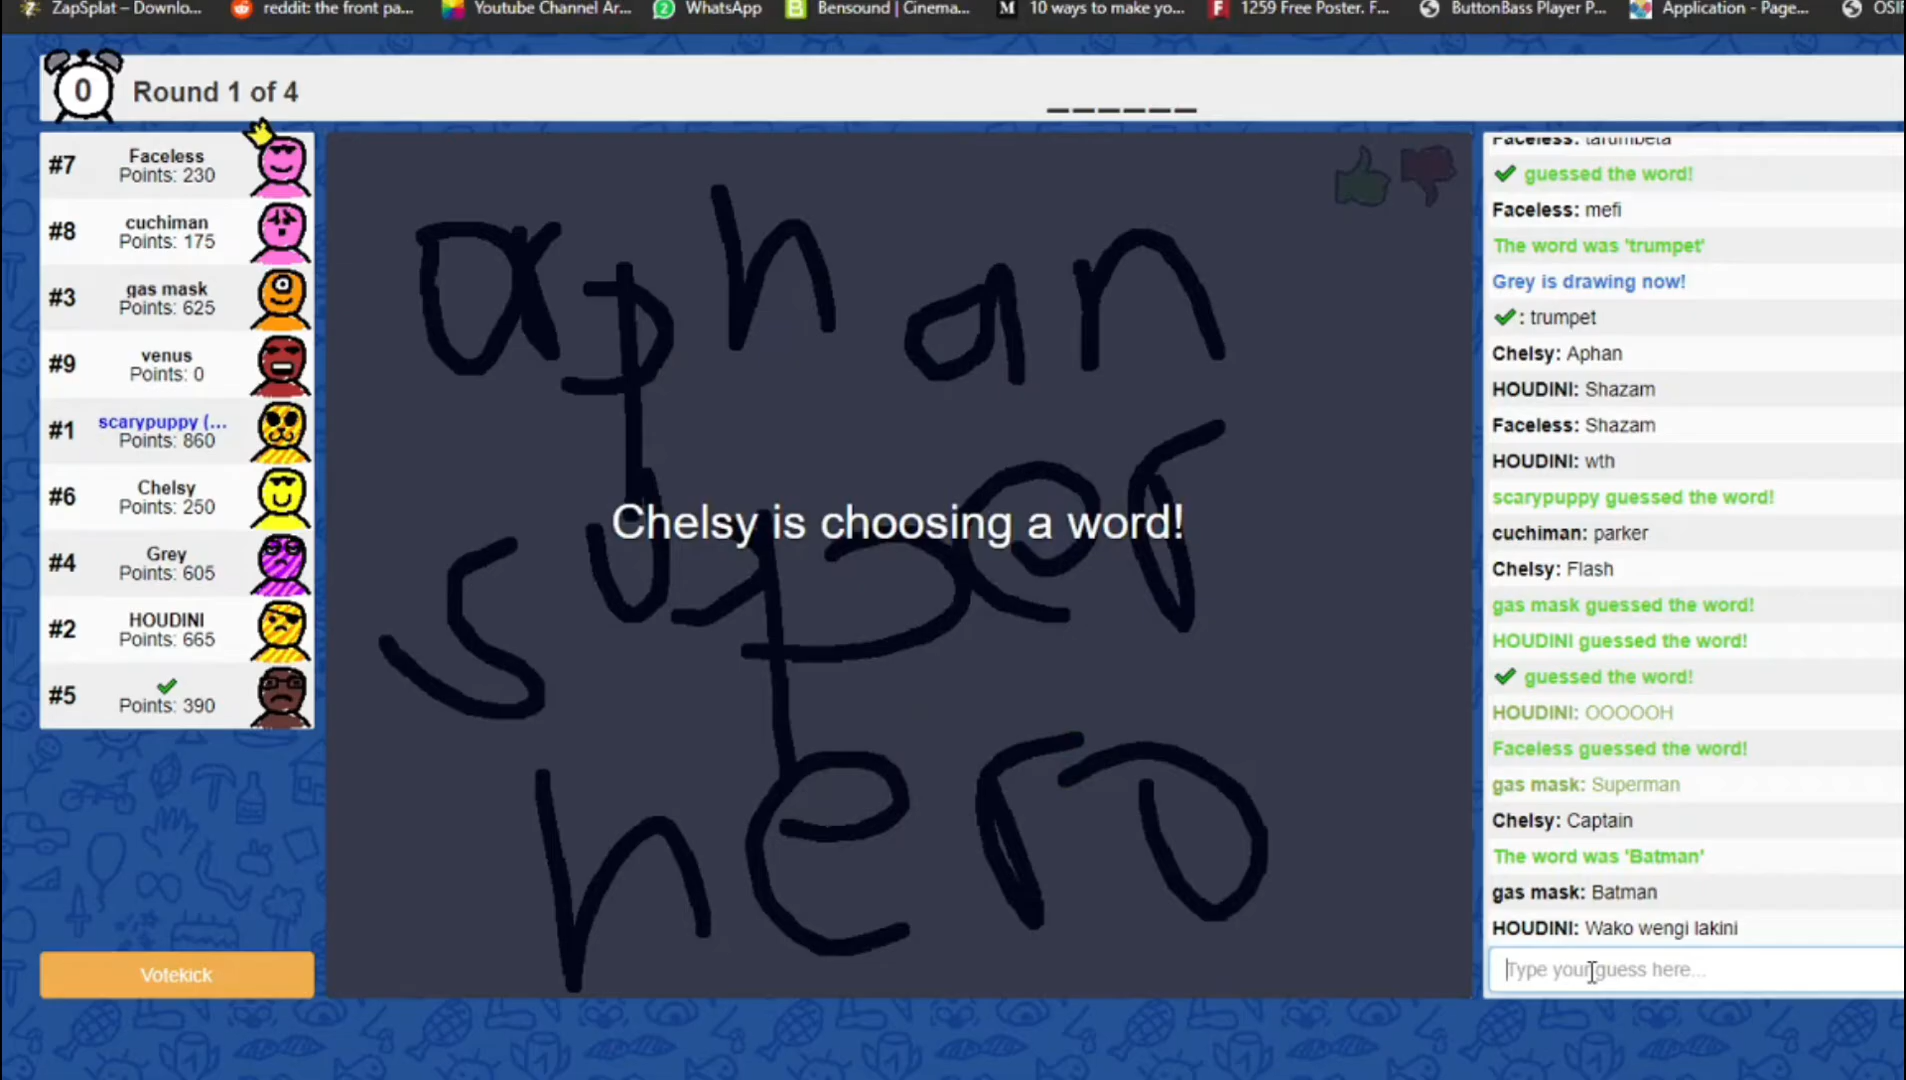 ZapSplat – Downlo...
reddit: the front pa...
Youtube Channel Ar...
2
WhatsApp
B
Bensound | Cinema...
M
10 ways to make yo...
F
1259 Free Poster. F...
ButtonBass Player P...
Application - Page...
0
Round 1 of 4
______
#7
Faceless
Points: 230
#8
cuchiman
Points: 175
#3
gas mask
Points: 625
#9
venus
Points: 0
#1
scarypuppy (...
Points: 860
#6
Chelsy
Points: 250
#4
Grey
Points: 605
#2
HOUDINI
Points: 665
#5
Points: 390
Votekick
aphan
super
hero
Chelsy is choosing a word!
Faceless: tarumbeta
guessed the word!
Faceless: mefi
The word was 'trumpet'
Grey is drawing now!
: trumpet
Chelsy: Aphan
HOUDINI: Shazam
Faceless: Shazam
HOUDINI: wth
scarypuppy guessed the word!
cuchiman: parker
Chelsy: Flash
gas mask guessed the word!
HOUDINI guessed the word!
guessed the word!
HOUDINI: OOOOOH
Faceless guessed the word!
gas mask: Superman
Chelsy: Captain
The word was 'Batman'
gas mask: Batman
HOUDINI: Wako wengi lakini
Type your guess here...